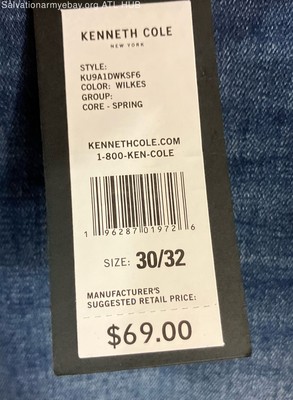 Salvationarmyebay.org ATL HUB
KENNETH COLE
NEW YORK
STYLE:
KU9A1DWKSF6
COLOR: WILKES
GROUP:
CORE - SPRING
KENNETHCOLE.COM
1-800-KEN-COLE
1 96287 01972 6
SIZE: 30/32
MANUFACTURER'S
SUGGESTED RETAIL PRICE:
$69.00